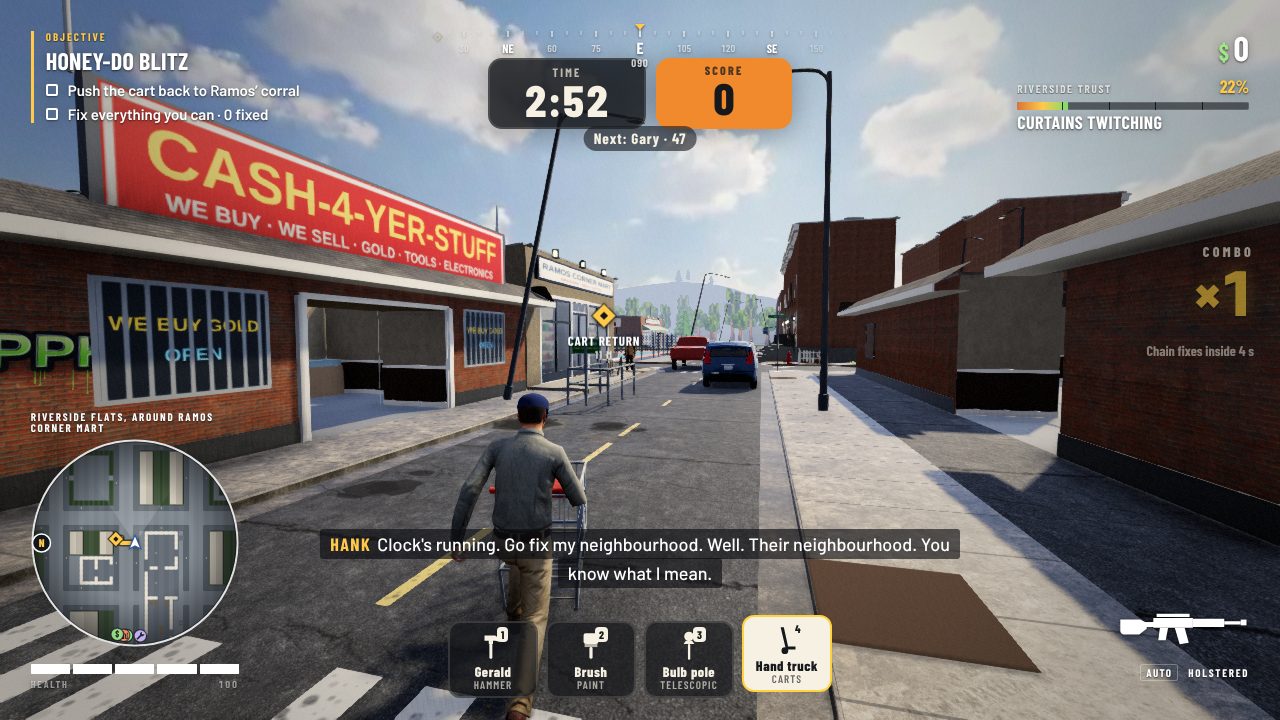 OBJECTIVE
HONEY-DO BLITZ
Push the cart back to Ramos' corral
Fix everything you can · 0 fixed
30 NE 60 75 E 105 120 SE 150
090
TIME
2:52
SCORE
0
Next: Gary · 47
$0
RIVERSIDE TRUST 22%
CURTAINS TWITCHING
CASH-4-YER-STUFF
WE BUY · WE SELL · GOLD · TOOLS · ELECTRONICS
WE BUY GOLD
OPEN
WE BUY GOLD
RAMOS CORNER MART
CART RETURN
COMBO
×1
Chain fixes inside 4 s
RIVERSIDE FLATS, AROUND RAMOS
CORNER MART
N
HANK Clock's running. Go fix my neighbourhood. Well. Their neighbourhood. You
know what I mean.
1
Gerald
HAMMER
2
Brush
PAINT
3
Bulb pole
TELESCOPIC
4
Hand truck
CARTS
HEALTH 100
AUTO HOLSTERED